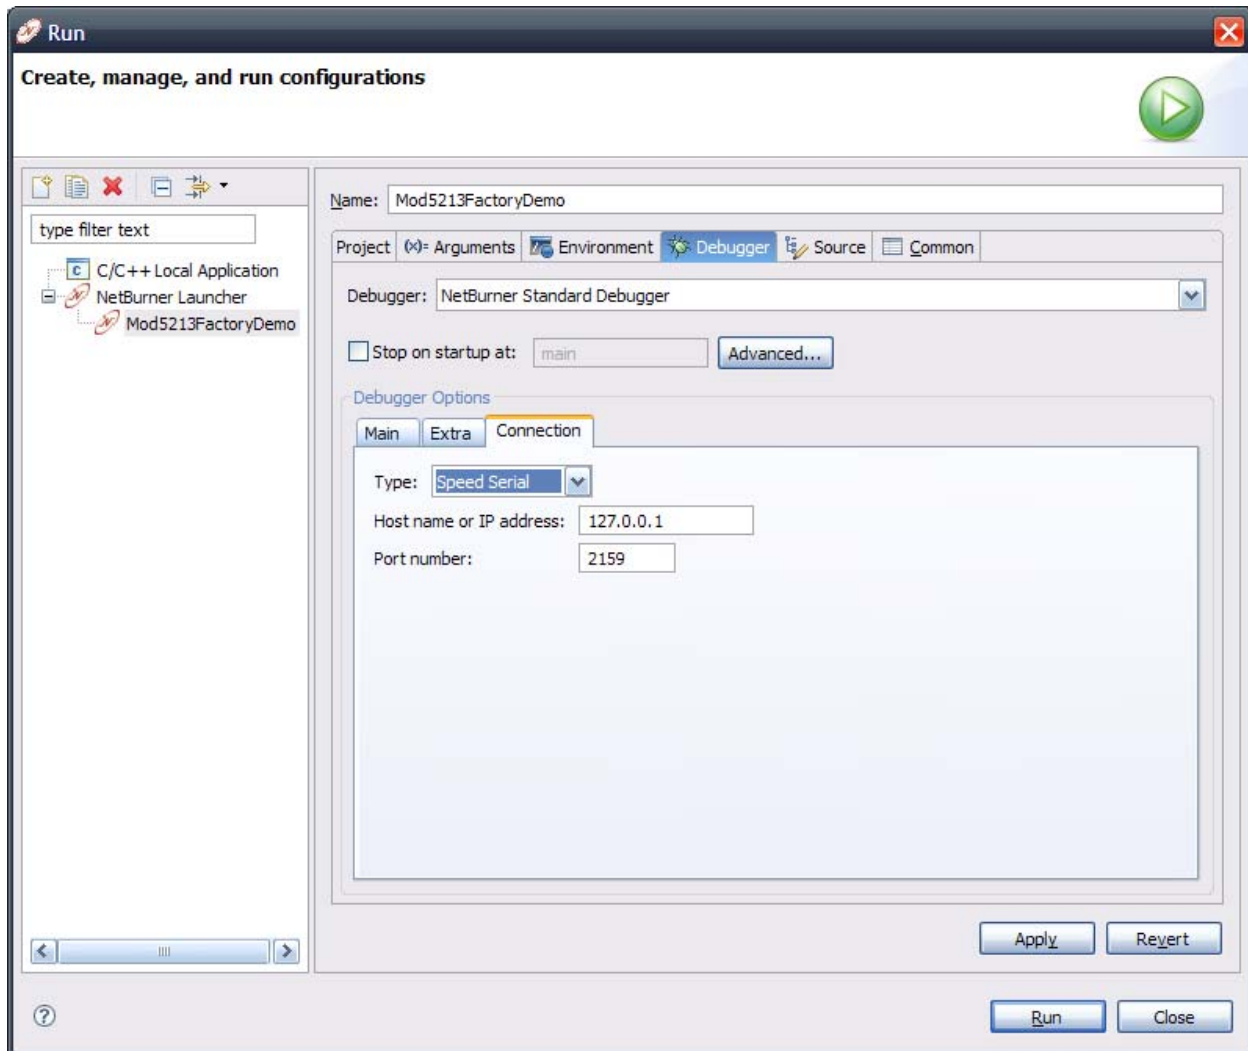 Run
Create, manage, and run configurations
type filter text
C/C++ Local Application
NetBurner Launcher
Mod5213FactoryDemo
Name: Mod5213FactoryDemo
Project (x)= Arguments Environment Debugger Source Common
Debugger: NetBurner Standard Debugger
Stop on startup at: main Advanced...
Debugger Options
Main Extra Connection
Type: Speed Serial
Host name or IP address: 127.0.0.1
Port number: 2159
Apply Revert
Run Close